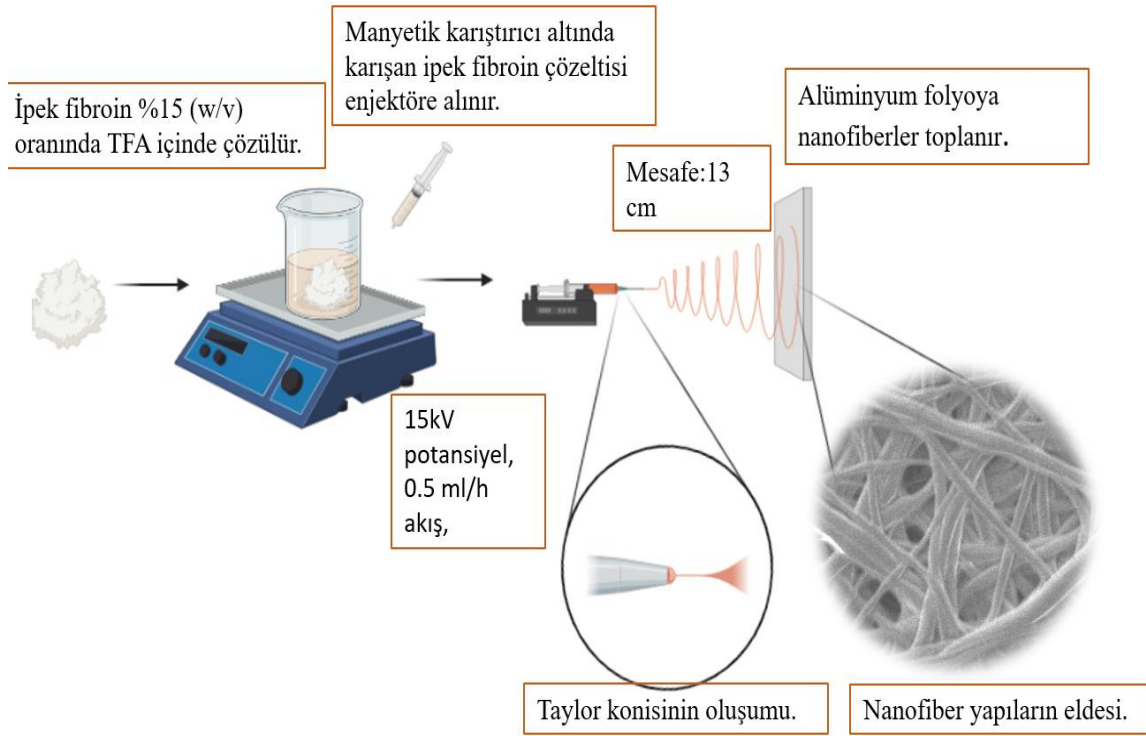 İpek fibroin %15 (w/v)
oranında TFA içinde çözülür.
Manyetik karıştırıcı altında
karışan ipek fibroin çözeltisi
enjektöre alınır.
Mesafe:13
cm
Alüminyum folyoya
nanofiberler toplanır.
15kV
potansiyel,
0.5 ml/h
akış,
Taylor konisinin oluşumu.
Nanofiber yapıların eldesi.